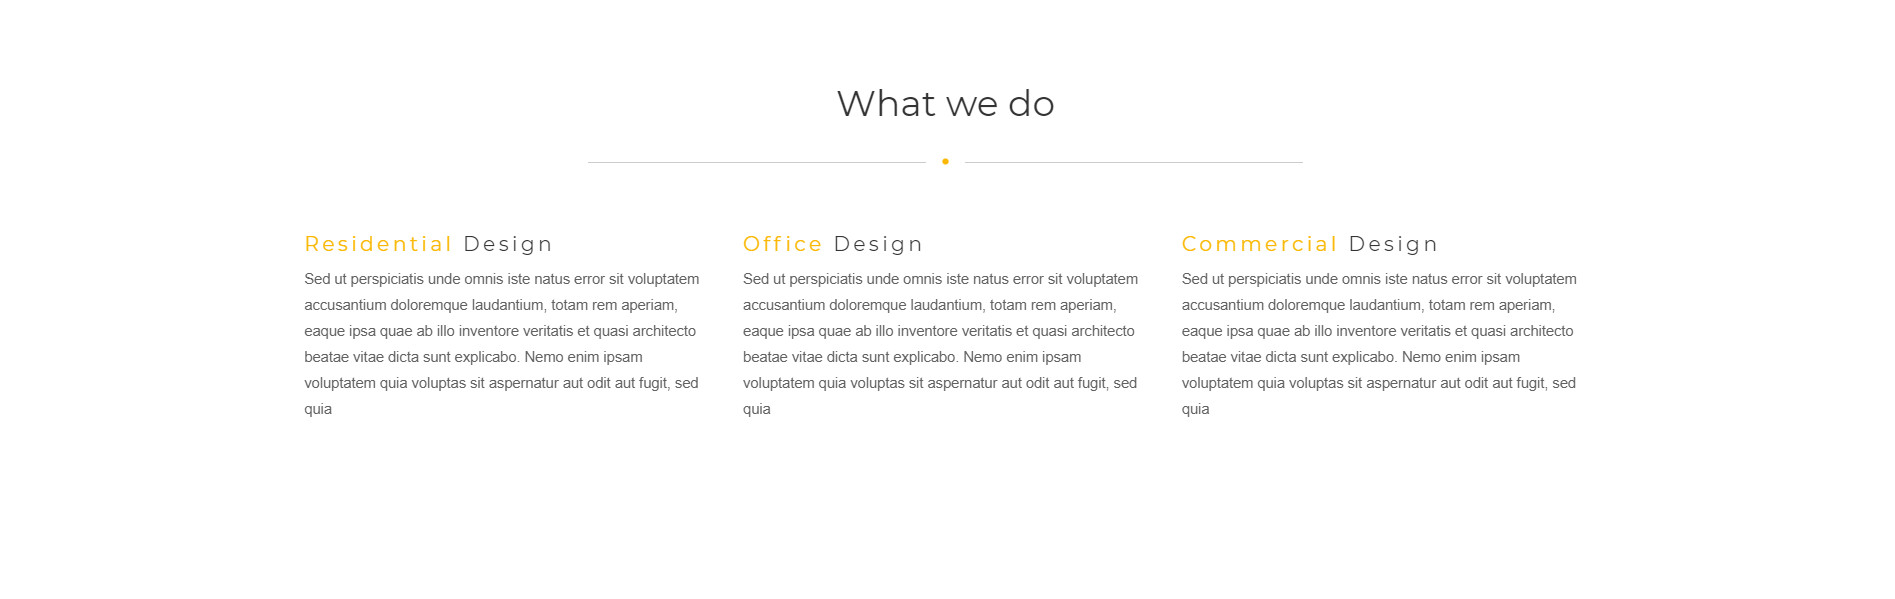 What we do
Residential Design
Sed ut perspiciatis unde omnis iste natus error sit voluptatem
accusantium doloremque laudantium, totam rem aperiam,
eaque ipsa quae ab illo inventore veritatis et quasi architecto
beatae vitae dicta sunt explicabo. Nemo enim ipsam
voluptatem quia voluptas sit aspernatur aut odit aut fugit, sed
quia
Office Design
Sed ut perspiciatis unde omnis iste natus error sit voluptatem
accusantium doloremque laudantium, totam rem aperiam,
eaque ipsa quae ab illo inventore veritatis et quasi architecto
beatae vitae dicta sunt explicabo. Nemo enim ipsam
voluptatem quia voluptas sit aspernatur aut odit aut fugit, sed
quia
Commercial Design
Sed ut perspiciatis unde omnis iste natus error sit voluptatem
accusantium doloremque laudantium, totam rem aperiam,
eaque ipsa quae ab illo inventore veritatis et quasi architecto
beatae vitae dicta sunt explicabo. Nemo enim ipsam
voluptatem quia voluptas sit aspernatur aut odit aut fugit, sed
quia